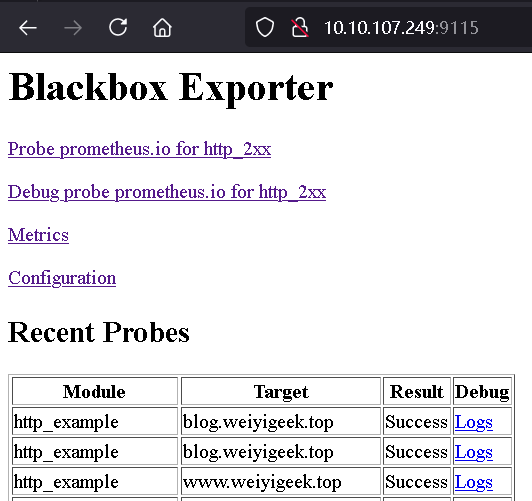 10.10.107.249:9115
Blackbox Exporter
Probe prometheus.io for http_2xx
Debug probe prometheus.io for http_2xx
Metrics
Configuration
Recent Probes
Module Target Result Debug
http_example blog.weiyigeek.top Success Logs
http_example blog.weiyigeek.top Success Logs
http_example www.weiyigeek.top Success Logs